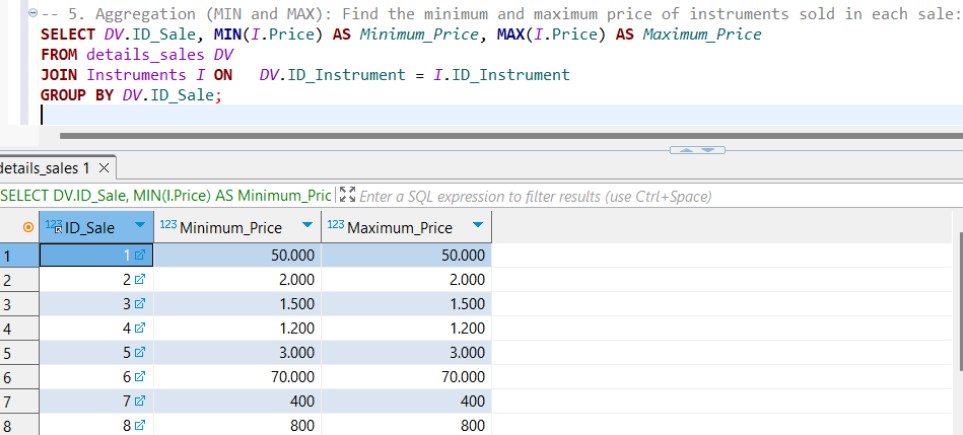 -- 5. Aggregation (MIN and MAX): Find the minimum and maximum price of instruments sold in each sale:
SELECT DV.ID_Sale, MIN(I.Price) AS Minimum_Price, MAX(I.Price) AS Maximum_Price
FROM details_sales DV
JOIN Instruments I ON DV.ID_Instrument = I.ID_Instrument
GROUP BY DV.ID_Sale;
details_sales 1
SELECT DV.ID_Sale, MIN(I.Price) AS Minimum_Pric Enter a SQL expression to filter results (use Ctrl+Space)
123 ID_Sale 123 Minimum_Price 123 Maximum_Price
1 1 50.000 50.000
2 2 2.000 2.000
3 3 1.500 1.500
4 4 1.200 1.200
5 5 3.000 3.000
6 6 70.000 70.000
7 7 400 400
8 8 800 800